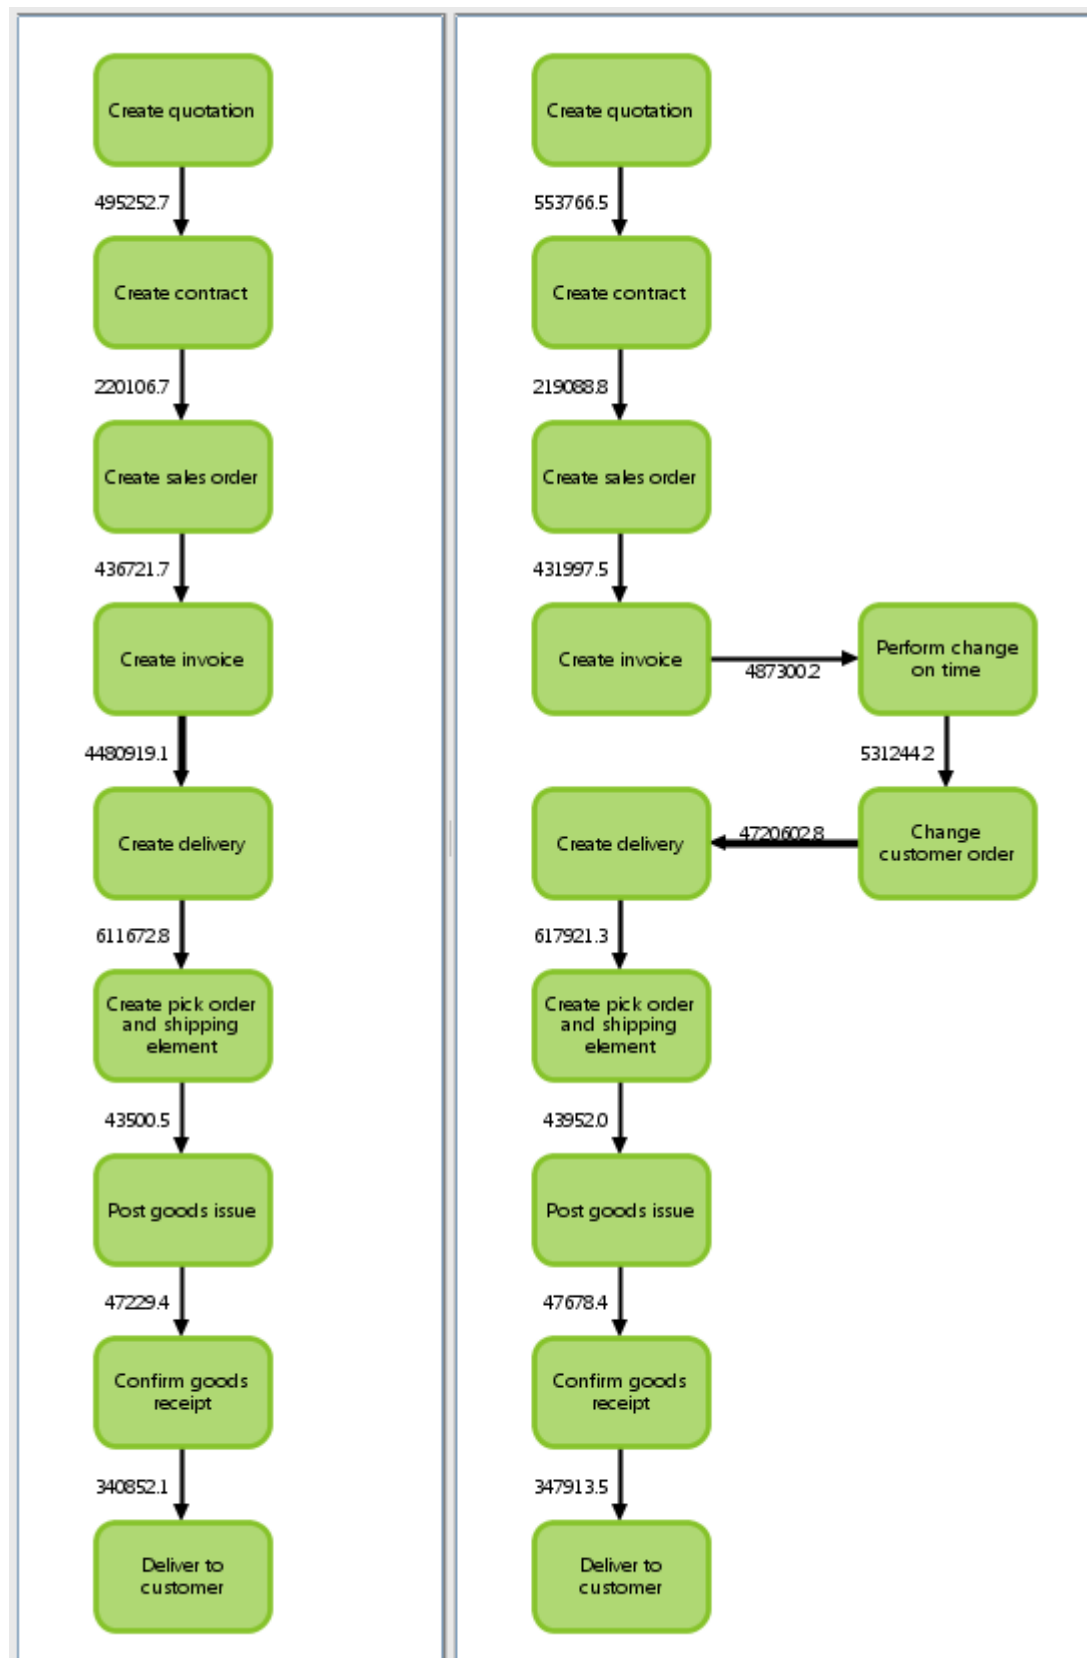 Create quotation
495252.7
Create contract
220106.7
Create sales order
436721.7
Create invoice
4480919.1
Create delivery
611672.8
Create pick order
and shipping
element
43500.5
Post goods issue
47229.4
Confirm goods
receipt
340852.1
Deliver to
customer
Create quotation
553766.5
Create contract
219088.8
Create sales order
431997.5
Create invoice
487300.2
Perform change
on time
531244.2
Change
customer order
4720602.8
Create delivery
617921.3
Create pick order
and shipping
element
43952.0
Post goods issue
47678.4
Confirm goods
receipt
347913.5
Deliver to
customer